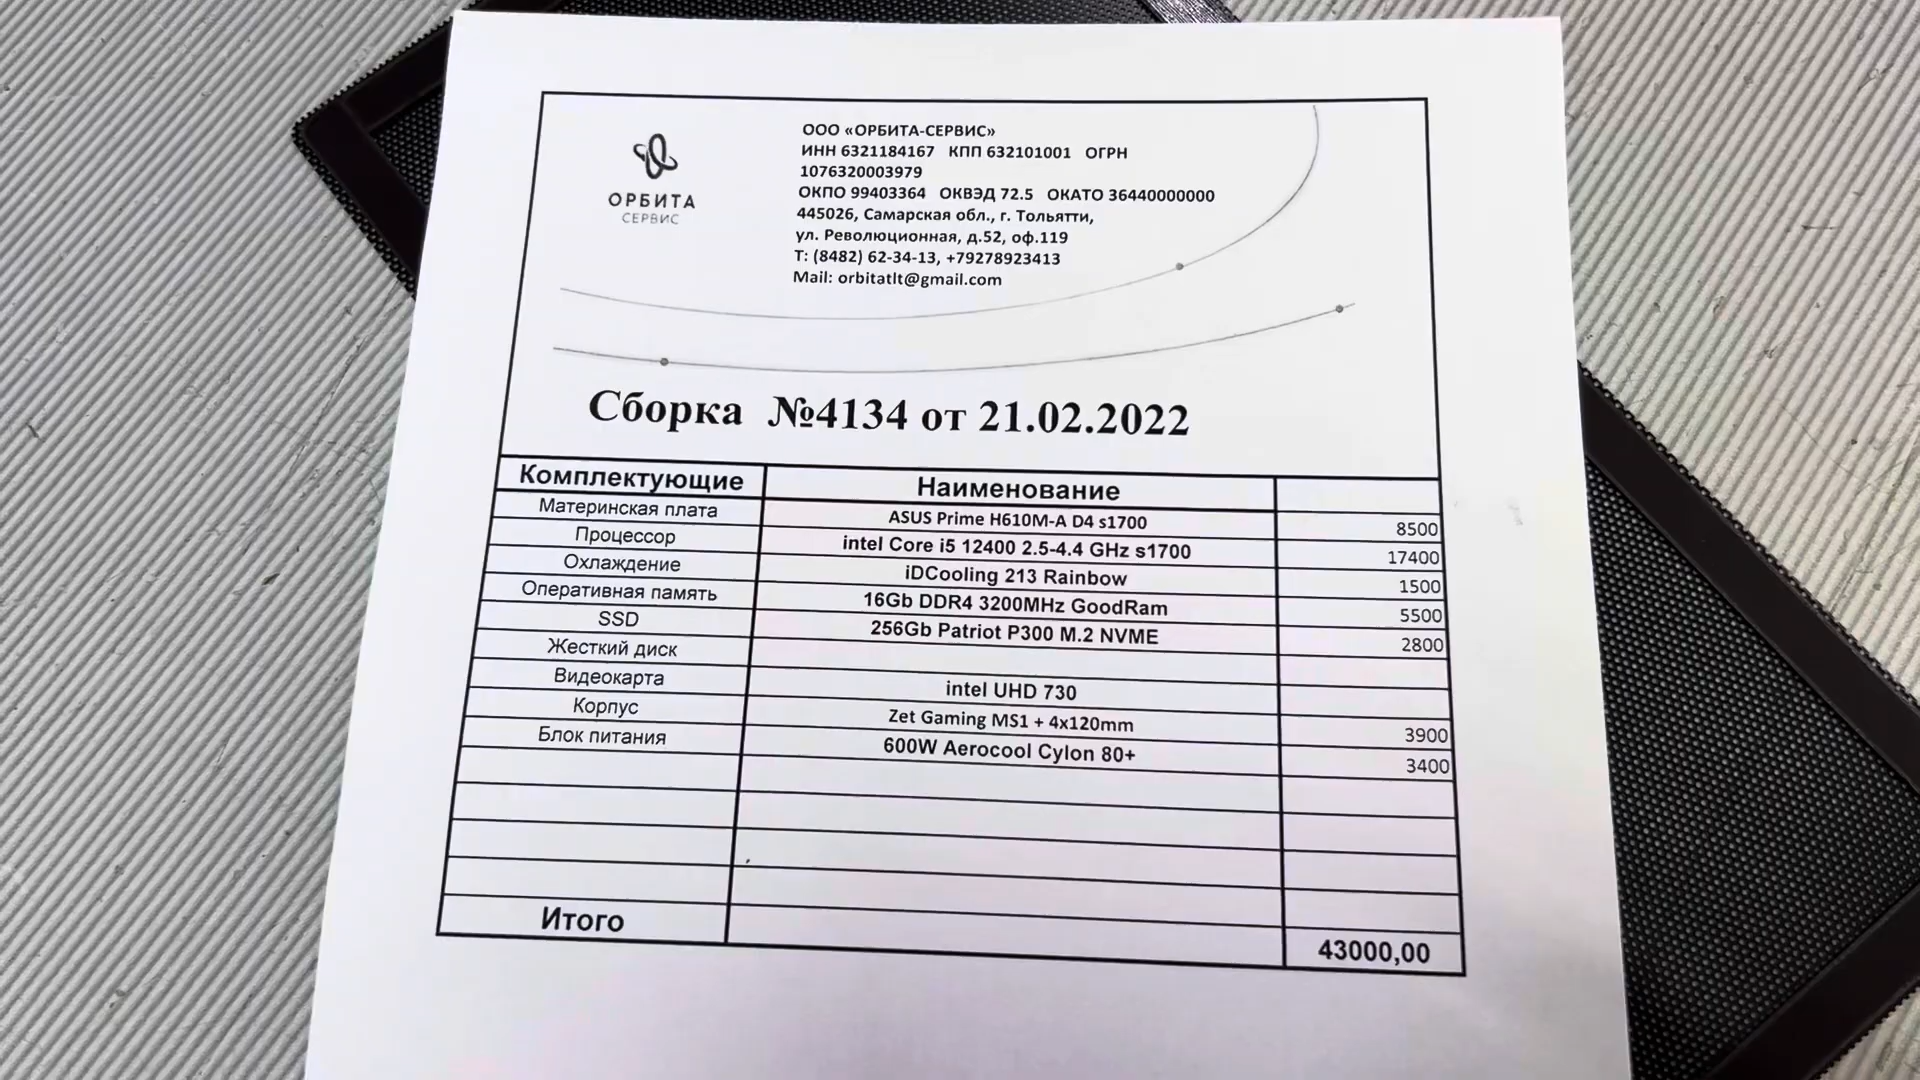 ОРБИТА
СЕРВИС
ООО «ОРБИТА-СЕРВИС»
ИНН 6321184167 КПП 632101001 ОГРН
1076320003979
ОКПО 99403364 ОКВЭД 72.5 ОКАТО 36440000000
445026, Самарская обл., г. Тольятти,
ул. Революционная, д.52, оф.119
Т: (8482) 62-34-13, +79278923413
Mail: orbitatlt@gmail.com
Сборка №4134 от 21.02.2022
Комплектующие Наименование
Материнская плата ASUS Prime H610M-A D4 s1700 8500
Процессор intel Core i5 12400 2.5-4.4 GHz s1700 17400
Охлаждение iDCooling 213 Rainbow 1500
Оперативная память 16Gb DDR4 3200MHz GoodRam 5500
SSD 256Gb Patriot P300 M.2 NVME 2800
Жесткий диск
Видеокарта intel UHD 730
Корпус Zet Gaming MS1 + 4x120mm 3900
Блок питания 600W Aerocool Cylon 80+ 3400
Итого 43000,00